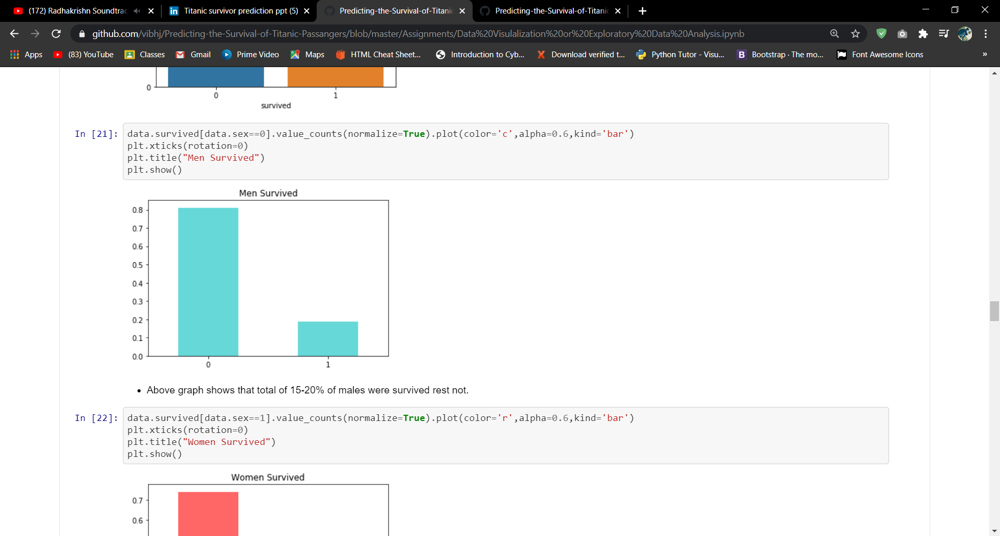 (172) Radhakrishn Soundtrac
Titanic survivor prediction ppt (5)
Predicting-the-Survival-of-Titanic
Predicting-the-Survival-of-Titanic
github.com/vibhj/Predicting-the-Survival-of-Titanic-Passangers/blob/master/Assignments/Data%20Visulalization%20or%20Exploratory%20Data%20Analysis.ipynb
Apps
(83) YouTube
Classes
Gmail
Prime Video
Maps
HTML Cheat Sheet...
Introduction to Cyb...
Download verified t...
Python Tutor - Visu...
Bootstrap · The mo...
Font Awesome Icons
»
0
0 1
survived
In [21]:
data.survived[data.sex==0].value_counts(normalize=True).plot(color='c',alpha=0.6,kind='bar')
plt.xticks(rotation=0)
plt.title("Men Survived")
plt.show()
Men Survived
0.8
0.7
0.6
0.5
0.4
0.3
0.2
0.1
0.0
0 1
• Above graph shows that total of 15-20% of males were survived rest not.
In [22]:
data.survived[data.sex==1].value_counts(normalize=True).plot(color='r',alpha=0.6,kind='bar')
plt.xticks(rotation=0)
plt.title("Women Survived")
plt.show()
Women Survived
0.7
0.6